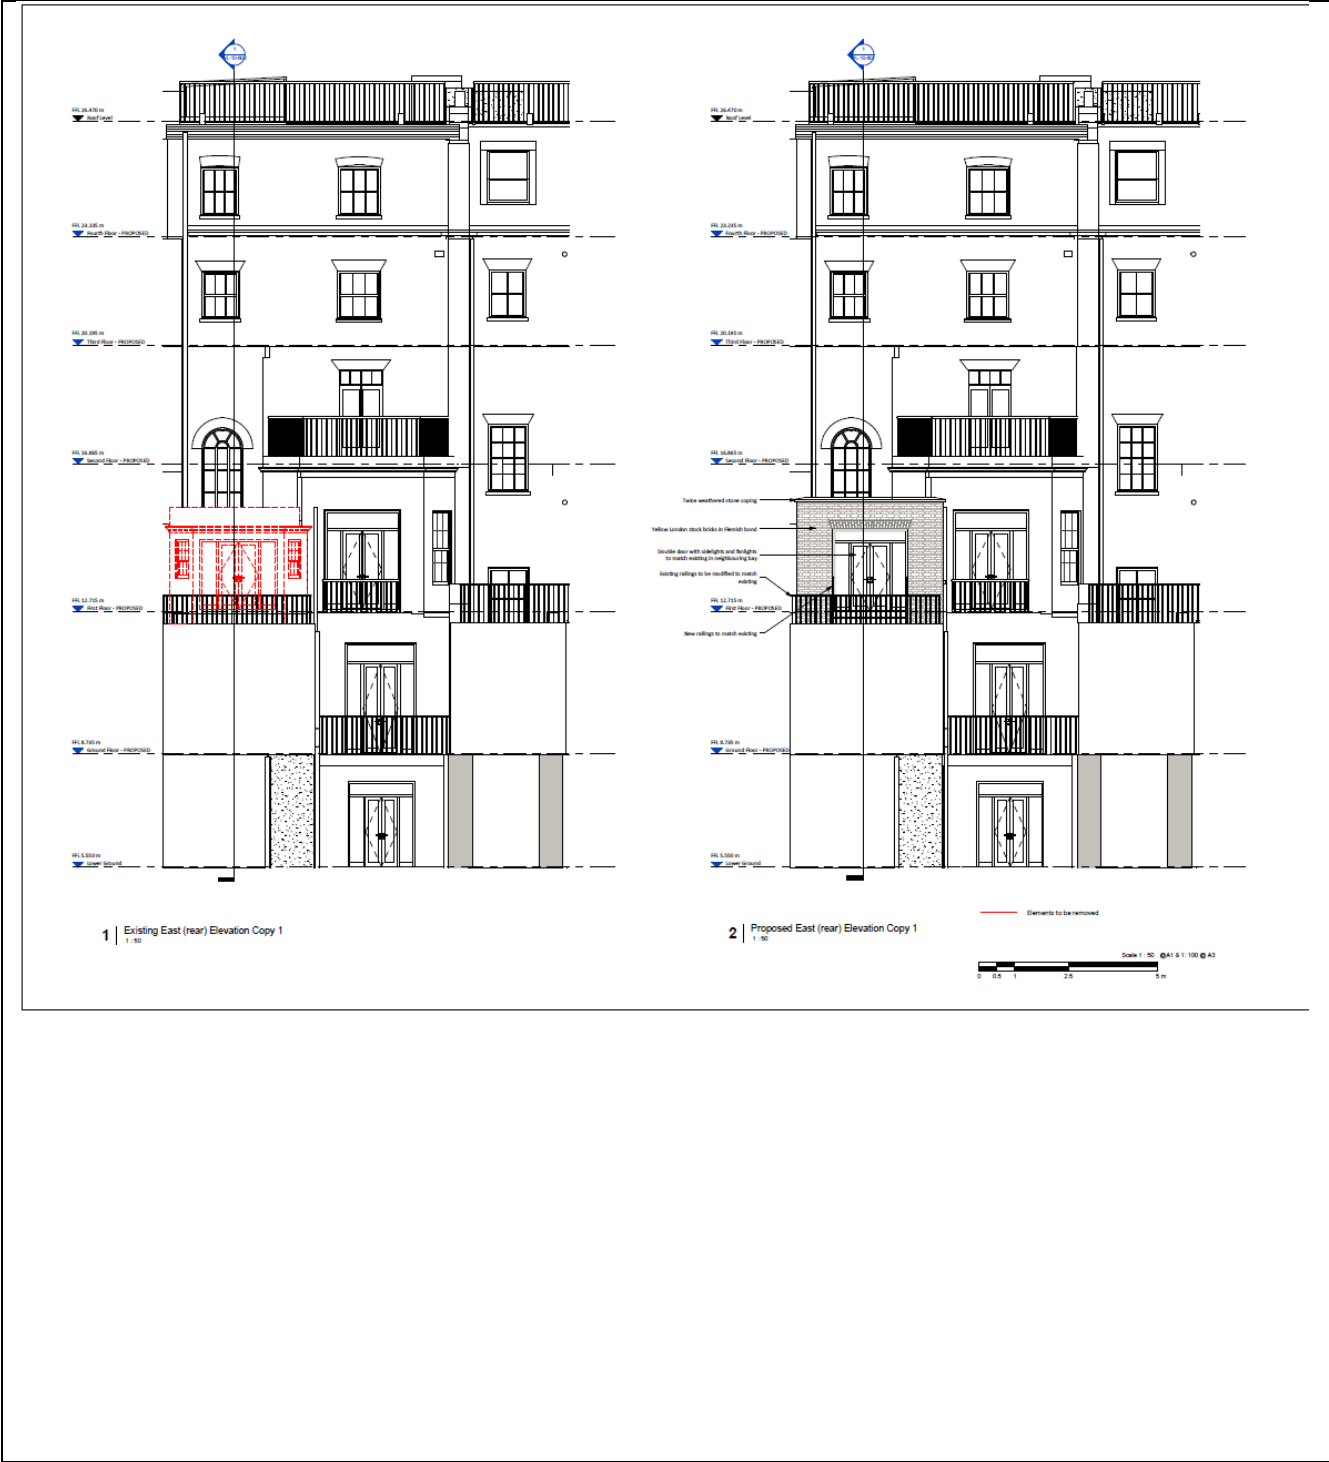 1
1
FFL 26.470 m
Roof Level
FFL 26.470 m
Roof Level
FFL 23.235 m
Fourth Floor - PROPOSED
FFL 23.235 m
Fourth Floor - PROPOSED
FFL 20.195 m
Third Floor - PROPOSED
FFL 20.195 m
Third Floor - PROPOSED
FFL 16.865 m
Second Floor - PROPOSED
FFL 16.865 m
Second Floor - PROPOSED
Twice weathered stone coping
Yellow London stock bricks in Flemish bond
Double door with sidelights and fanlights
to match existing in neighbouring bay
Existing railings to be modified to match
existing
FFL 12.715 m
First Floor - PROPOSED
FFL 12.715 m
First Floor - PROPOSED
New railings to match existing
FFL 8.735 m
Ground Floor - PROPOSED
FFL 8.735 m
Ground Floor - PROPOSED
FFL 5.550 m
Lower Ground
FFL 5.550 m
Lower Ground
Elements to be removed
1 Existing East (rear) Elevation Copy 1
1 : 50
2 Proposed East (rear) Elevation Copy 1
1 : 50
Scale 1 : 50 @A1 & 1: 100 @ A3
0 0.5 1 2.5 5 m